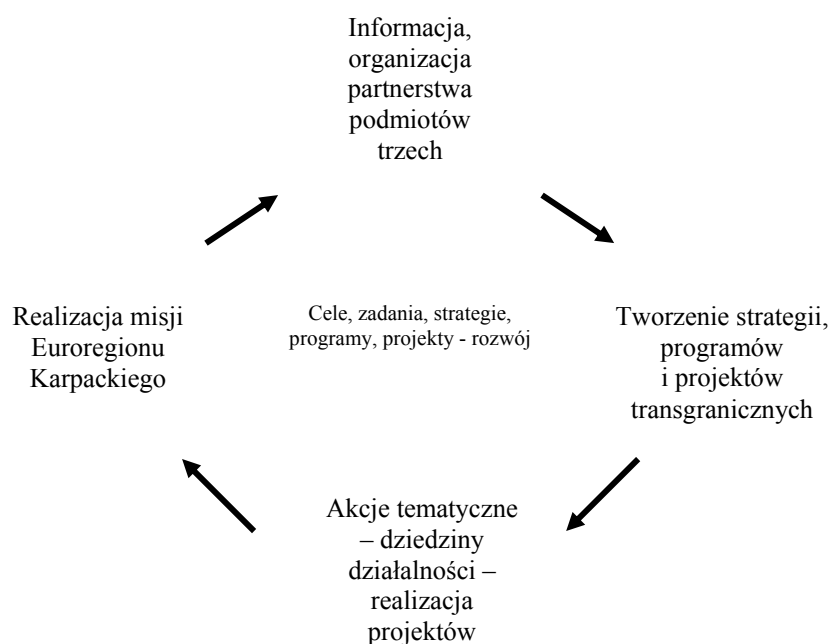 Informacja,
organizacja
partnerstwa
podmiotów
trzech
Realizacja misji
Euroregionu
Karpackiego
Cele, zadania, strategie,
programy, projekty - rozwój
Tworzenie strategii,
programów
i projektów
transgranicznych
Akcje tematyczne
– dziedziny
działalności –
realizacja
projektów